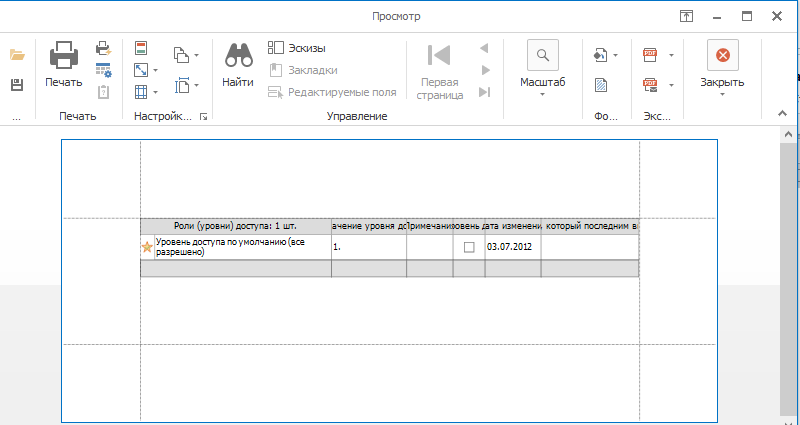 Просмотр
Печать
Найти
Эскизы
Закладки
Редактируемые поля
Первая
страница
Масштаб
Закрыть
...
Печать
Настройк...
Управление
Фо...
Экс...
Роли (уровни) доступа: 1 шт.
ачение уровня до
Примечани
ровень
дата изменени
который последним в
Уровень доступа по умолчанию (все
разрешено)
1.
03.07.2012